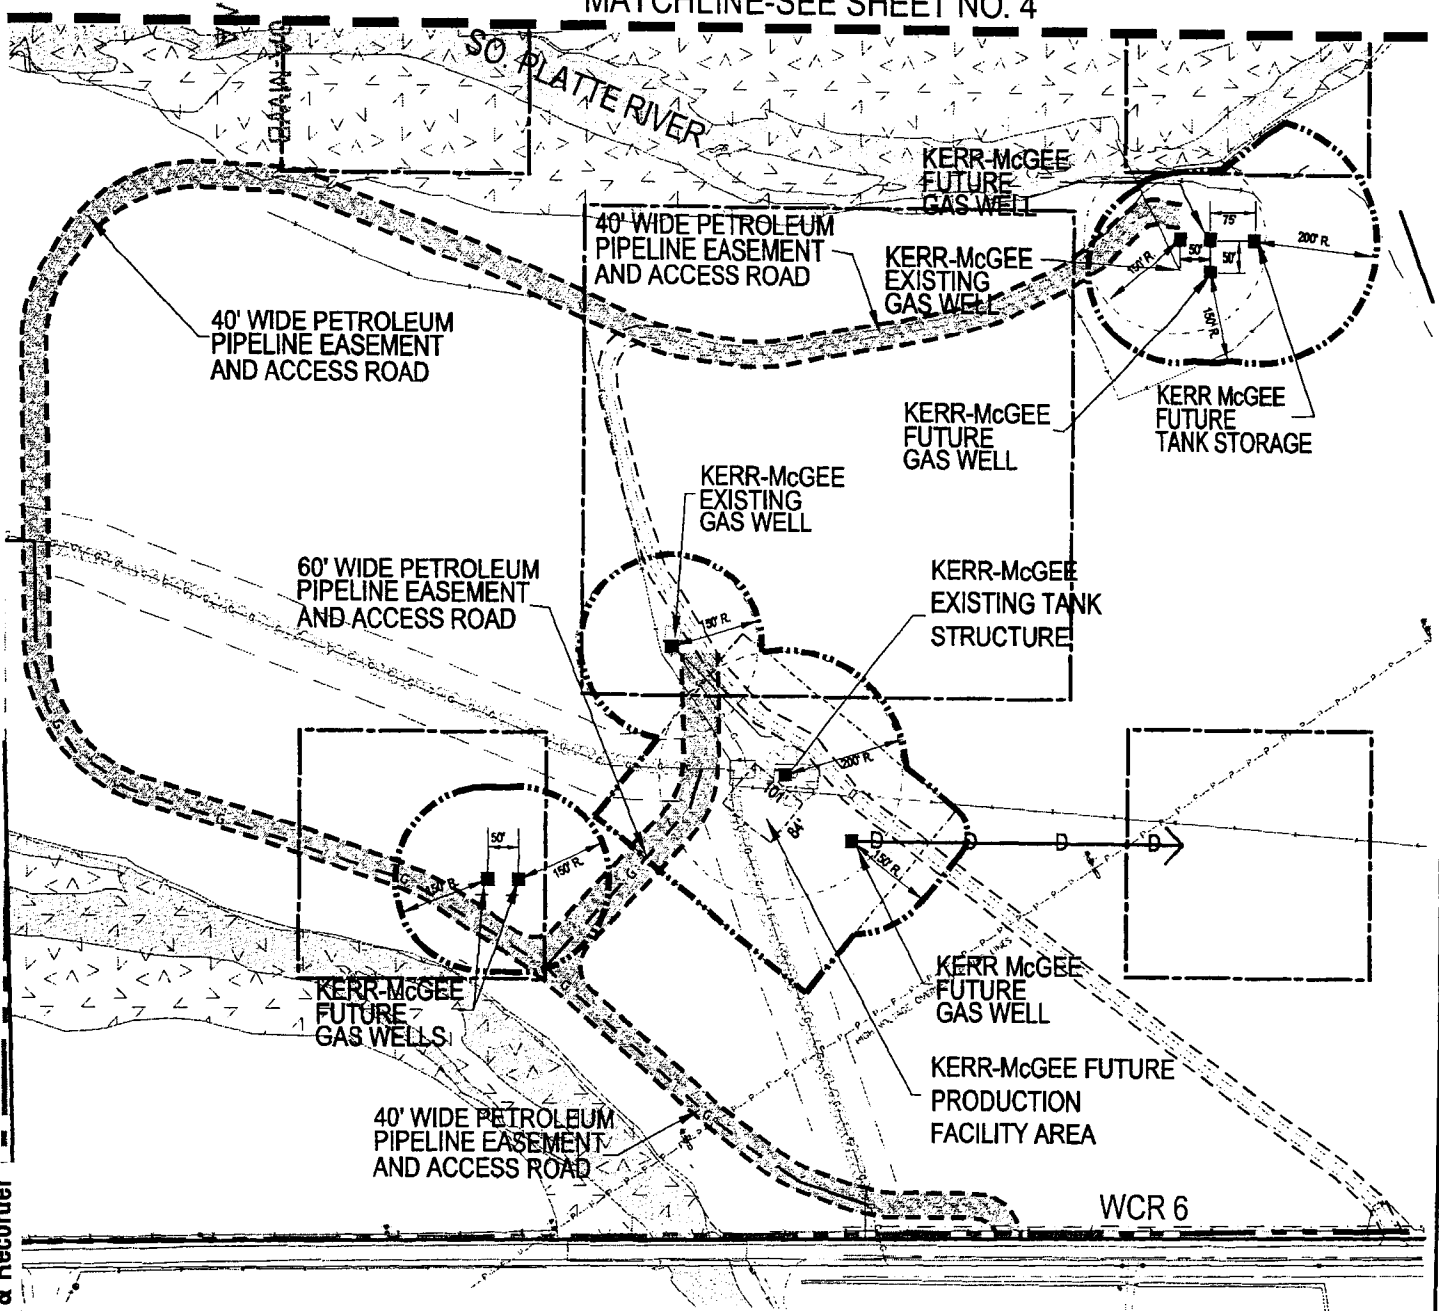 MATCHLINE-SEE SHEET NO. 4
SO. PLATTE RIVER
KERR-McGEE
FUTURE
GAS WELL
40' WIDE PETROLEUM
PIPELINE EASEMENT
AND ACCESS ROAD
KERR-McGEE
EXISTING
GAS WELL
75'
50'
50'
200' R.
150' R.
150' R.
40' WIDE PETROLEUM
PIPELINE EASEMENT
AND ACCESS ROAD
KERR-McGEE
FUTURE
GAS WELL
KERR McGEE
FUTURE
TANK STORAGE
KERR-McGEE
EXISTING
GAS WELL
60' WIDE PETROLEUM
PIPELINE EASEMENT
AND ACCESS ROAD
KERR-McGEE
EXISTING TANK
STRUCTURE
200' R.
101'
84'
50'
150' R.
150' R.
D D D D
150' R.
KERR-McGEE
FUTURE
GAS WELLS
KERR McGEE
FUTURE
GAS WELL
KERR-McGEE FUTURE
PRODUCTION
FACILITY AREA
40' WIDE PETROLEUM
PIPELINE EASEMENT
AND ACCESS ROAD
WCR 6
& Recorder